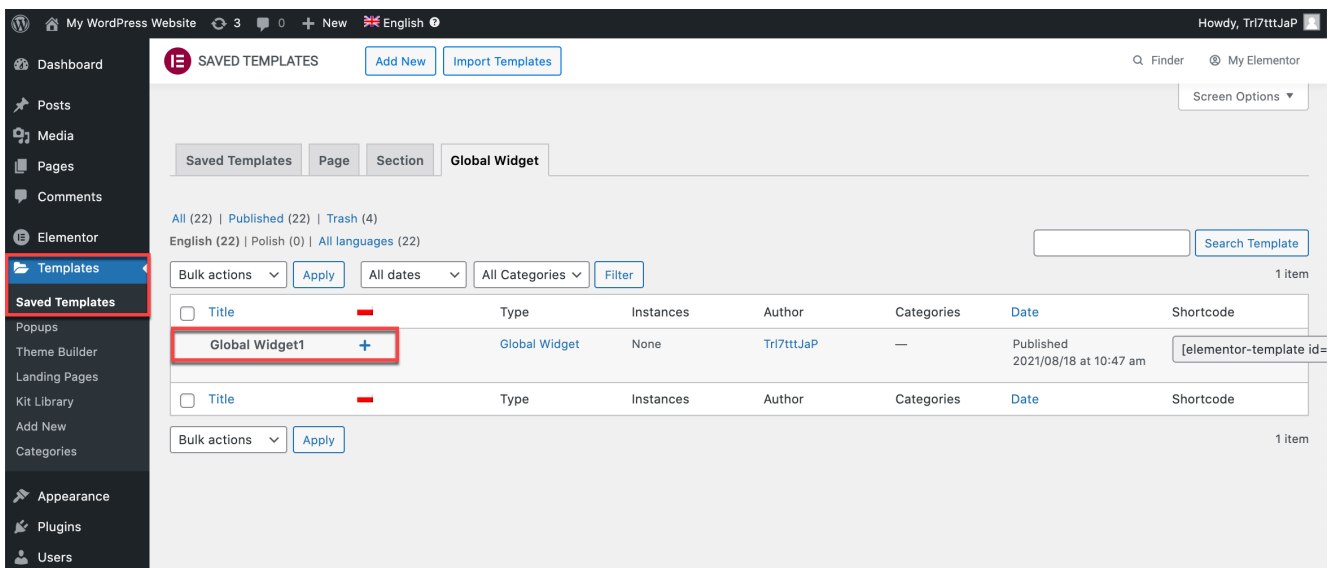 My WordPress Website 3 0 + New English Howdy, Trl7tttJaP
Dashboard
Posts
Media
Pages
Comments
Elementor
Templates
Saved Templates
Popups
Theme Builder
Landing Pages
Kit Library
Add New
Categories
Appearance
Plugins
Users
SAVED TEMPLATES Add New Import Templates Finder My Elementor
Screen Options ▼
Saved Templates Page Section Global Widget
All (22) | Published (22) | Trash (4)
English (22) | Polish (0) | All languages (22)
Search Template
Bulk actions Apply All dates All Categories Filter 1 item
Title Type Instances Author Categories Date Shortcode
Global Widget1 + Global Widget None Trl7tttJaP — Published [elementor-template id=
2021/08/18 at 10:47 am
Title Type Instances Author Categories Date Shortcode
Bulk actions Apply 1 item